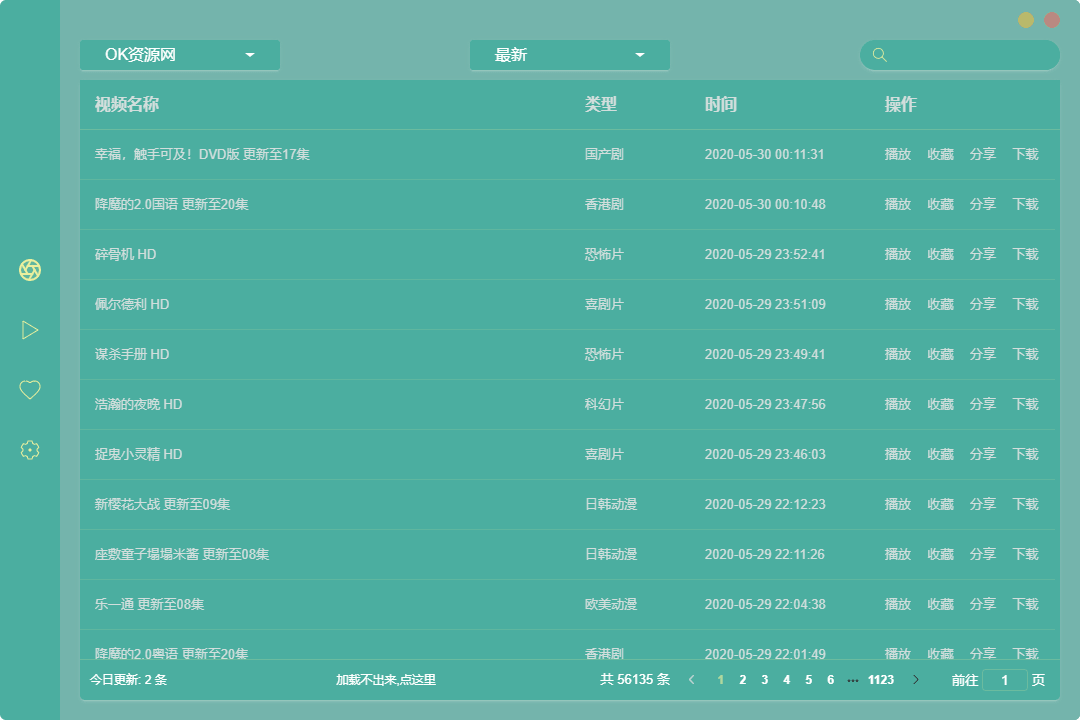 OK资源网 最新
视频名称 类型 时间 操作
幸福，触手可及！DVD版 更新至17集 国产剧 2020-05-30 00:11:31 播放 收藏 分享 下载
降魔的2.0国语 更新至20集 香港剧 2020-05-30 00:10:48 播放 收藏 分享 下载
碎骨机 HD 恐怖片 2020-05-29 23:52:41 播放 收藏 分享 下载
佩尔德利 HD 喜剧片 2020-05-29 23:51:09 播放 收藏 分享 下载
谋杀手册 HD 恐怖片 2020-05-29 23:49:41 播放 收藏 分享 下载
浩瀚的夜晚 HD 科幻片 2020-05-29 23:47:56 播放 收藏 分享 下载
捉鬼小灵精 HD 喜剧片 2020-05-29 23:46:03 播放 收藏 分享 下载
新樱花大战 更新至09集 日韩动漫 2020-05-29 22:12:23 播放 收藏 分享 下载
座敷童子塌塌米酱 更新至08集 日韩动漫 2020-05-29 22:11:26 播放 收藏 分享 下载
乐一通 更新至08集 欧美动漫 2020-05-29 22:04:38 播放 收藏 分享 下载
降魔的2.0粤语 更新至20集 香港剧 2020-05-29 22:01:49 播放 收藏 分享 下载
今日更新: 2 条 加载不出来,点这里 共 56135 条 1 2 3 4 5 6 ··· 1123 前往 1 页